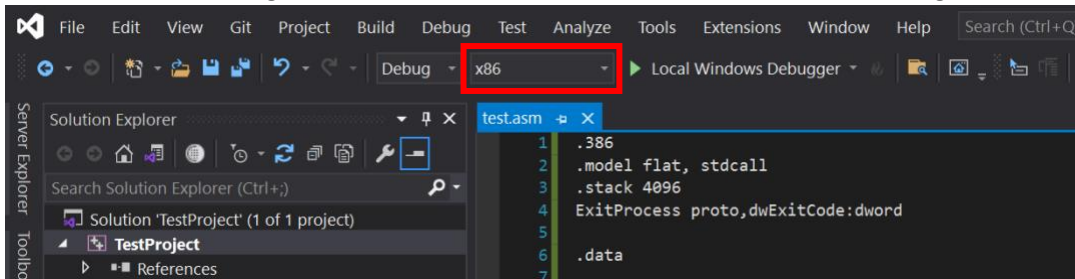 File Edit View Git Project Build Debug Test Analyze Tools Extensions Window Help Search (Ctrl+Q
Debug x86 Local Windows Debugger
Server Explorer
Toolbo
Solution Explorer
Search Solution Explorer (Ctrl+;)
Solution 'TestProject' (1 of 1 project)
TestProject
References
test.asm
1 .386
2 .model flat, stdcall
3 .stack 4096
4 ExitProcess proto,dwExitCode:dword
5
6 .data
7